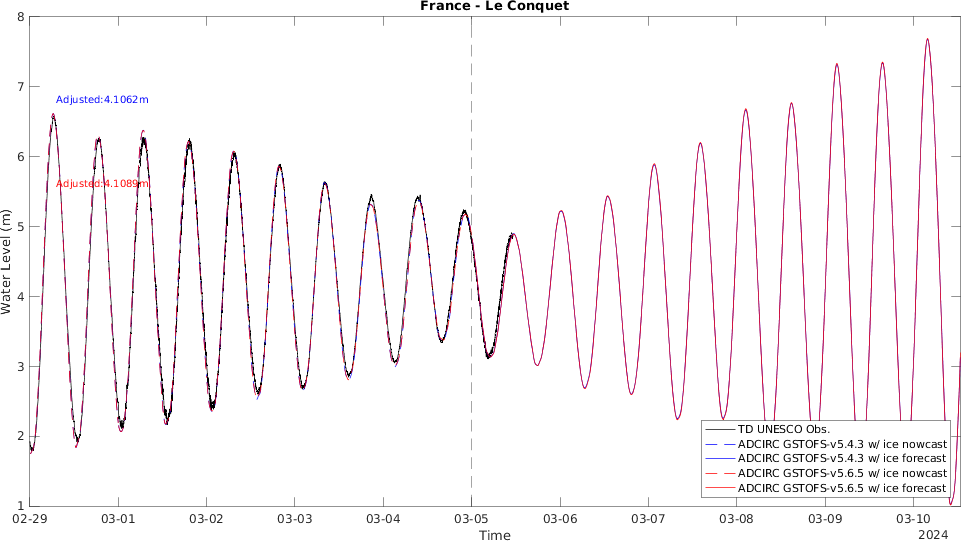 France - Le Conquet
8
7
6
5
4
3
2
1
Water Level (m)
Adjusted:4.1062m
Adjusted:4.1089m
TD UNESCO Obs.
ADCIRC GSTOFS-v5.4.3 w/ ice nowcast
ADCIRC GSTOFS-v5.4.3 w/ ice forecast
ADCIRC GSTOFS-v5.6.5 w/ ice nowcast
ADCIRC GSTOFS-v5.6.5 w/ ice forecast
02-29 03-01 03-02 03-03 03-04 03-05 03-06 03-07 03-08 03-09 03-10
Time
2024